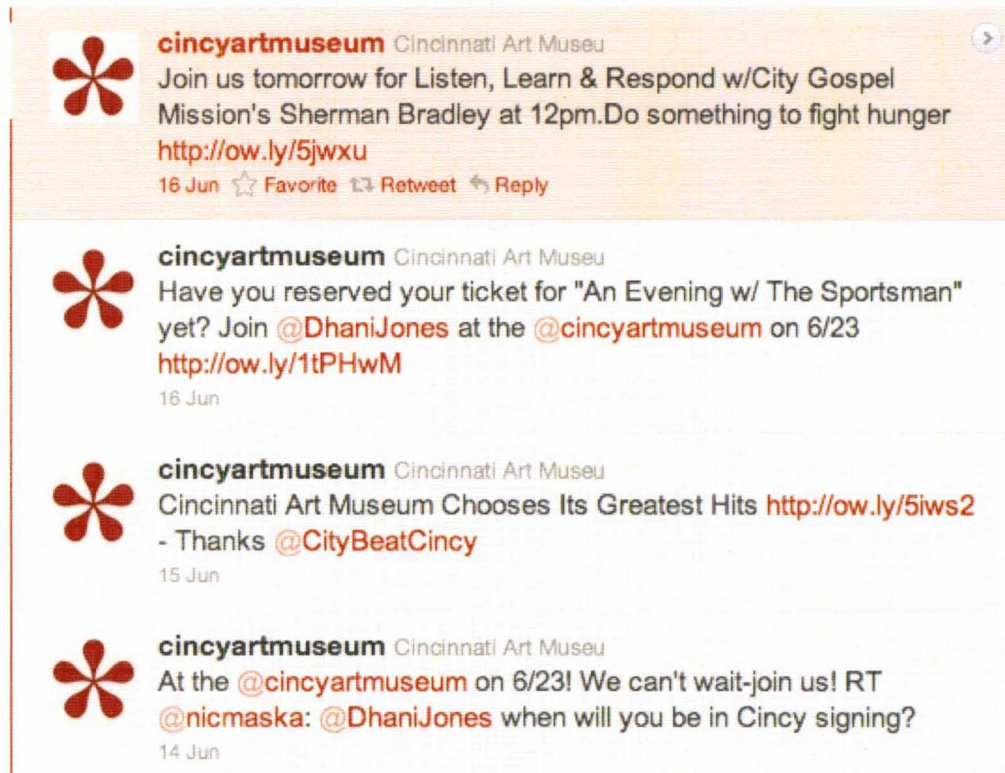 cincyartmuseum Cincinnati Art Museu
Join us tomorrow for Listen, Learn & Respond w/City Gospel
Mission's Sherman Bradley at 12pm.Do something to fight hunger
http://ow.ly/5jwxu
16 Jun Favorite Retweet Reply
cincyartmuseum Cincinnati Art Museu
Have you reserved your ticket for "An Evening w/ The Sportsman"
yet? Join @DhaniJones at the @cincyartmuseum on 6/23
http://ow.ly/1tPHwM
16 Jun
cincyartmuseum Cincinnati Art Museu
Cincinnati Art Museum Chooses Its Greatest Hits http://ow.ly/5iws2
- Thanks @CityBeatCincy
15 Jun
cincyartmuseum Cincinnati Art Museu
At the @cincyartmuseum on 6/23! We can't wait-join us! RT
@nicmaska: @DhaniJones when will you be in Cincy signing?
14 Jun